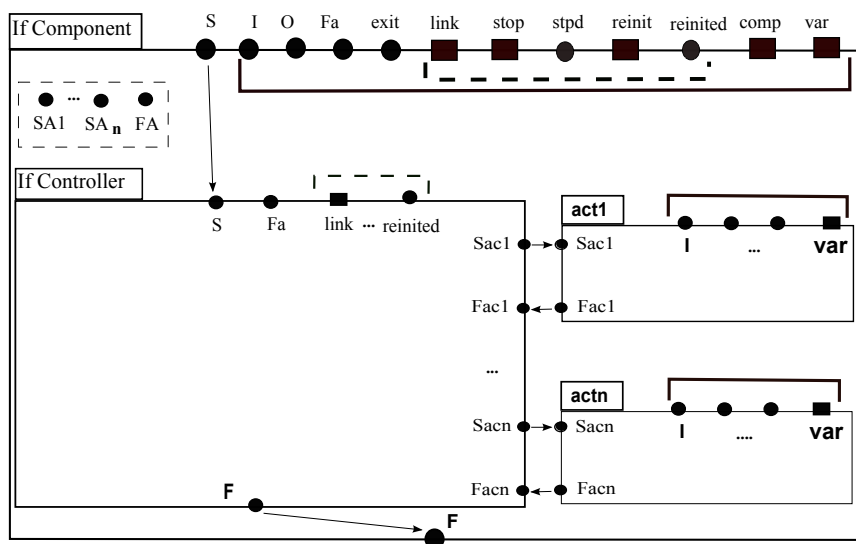 S I O Fa exit link stop stpd reinit reinited comp var
If Component
... 
SA1 SAn FA
If Controller
S Fa link ... reinited
act1
I ... var
Sac1 Sac1
Fac1 Fac1
...
actn
I .... var
Sacn Sacn
Facn Facn
F
F